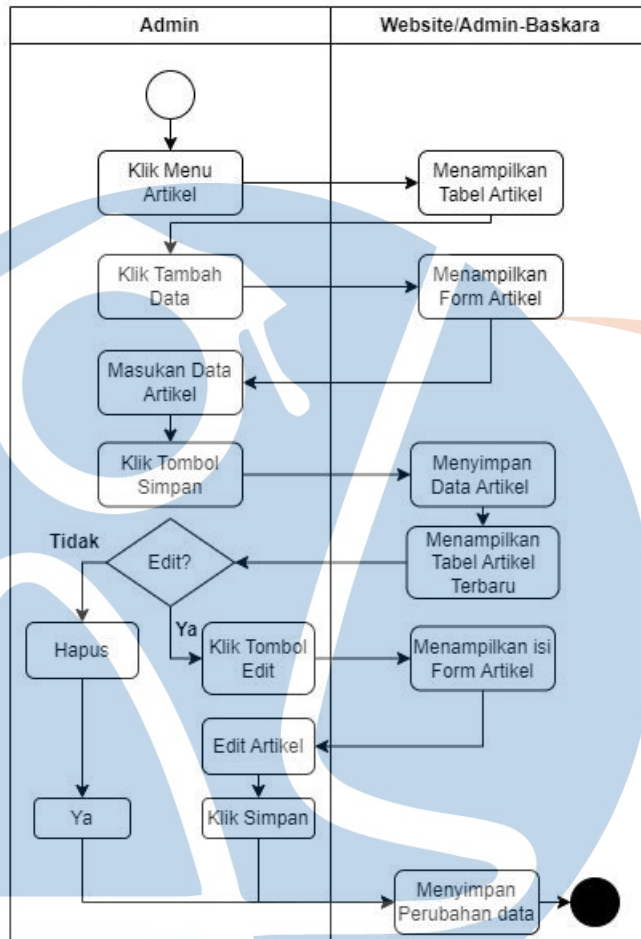 Admin
Website/Admin-Baskara
Klik Menu
Artikel
Menampilkan
Tabel Artikel
Klik Tambah
Data
Menampilkan
Form Artikel
Masukan Data
Artikel
Klik Tombol
Simpan
Menyimpan
Data Artikel
Menampilkan
Tabel Artikel
Terbaru
Tidak
Edit?
Ya
Hapus
Klik Tombol
Edit
Menampilkan isi
Form Artikel
Edit Artikel
Ya
Klik Simpan
Menyimpan
Perubahan data